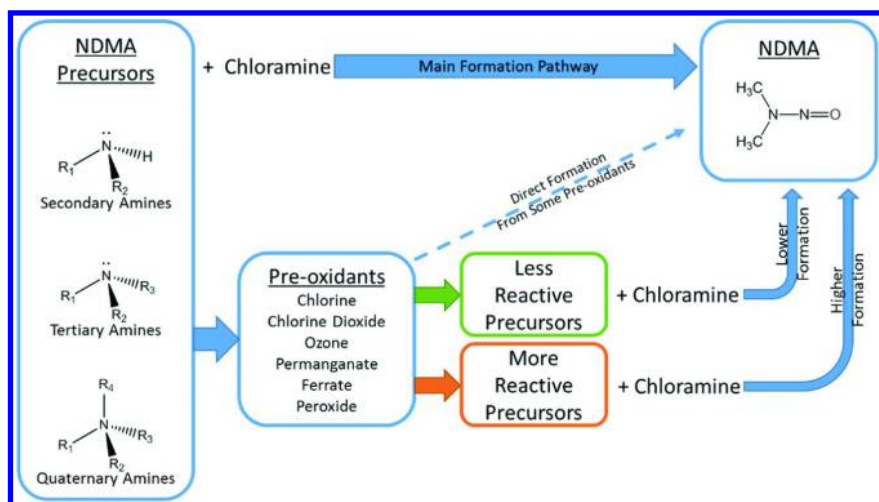 NDMA
Precursors
R₁
N
H
R₂
Secondary Amines
R₁
N
R₃
R₂
Tertiary Amines
R₄
R₁
N
R₃
R₂
Quaternary Amines
+ Chloramine
Main Formation Pathway
NDMA
H₃C
N—N=O
H₃C
Direct Formation
From Some Pre-oxidants
Pre-oxidants
Chlorine
Chlorine Dioxide
Ozone
Permanganate
Ferrate
Peroxide
Less
Reactive
Precursors
+ Chloramine
Lower
Formation
More
Reactive
Precursors
+ Chloramine
Higher
Formation